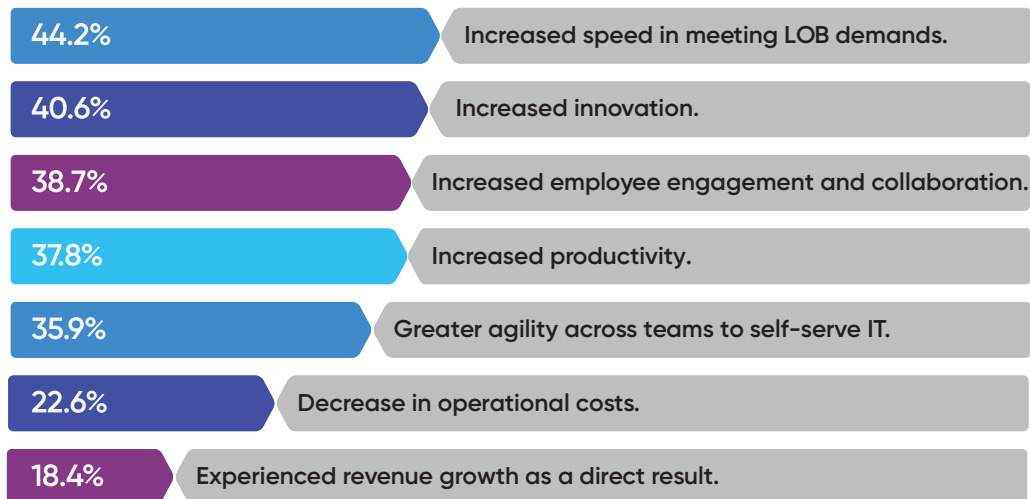 44.2% Increased speed in meeting LOB demands.
40.6% Increased innovation.
38.7% Increased employee engagement and collaboration.
37.8% Increased productivity.
35.9% Greater agility across teams to self-serve IT.
22.6% Decrease in operational costs.
18.4% Experienced revenue growth as a direct result.